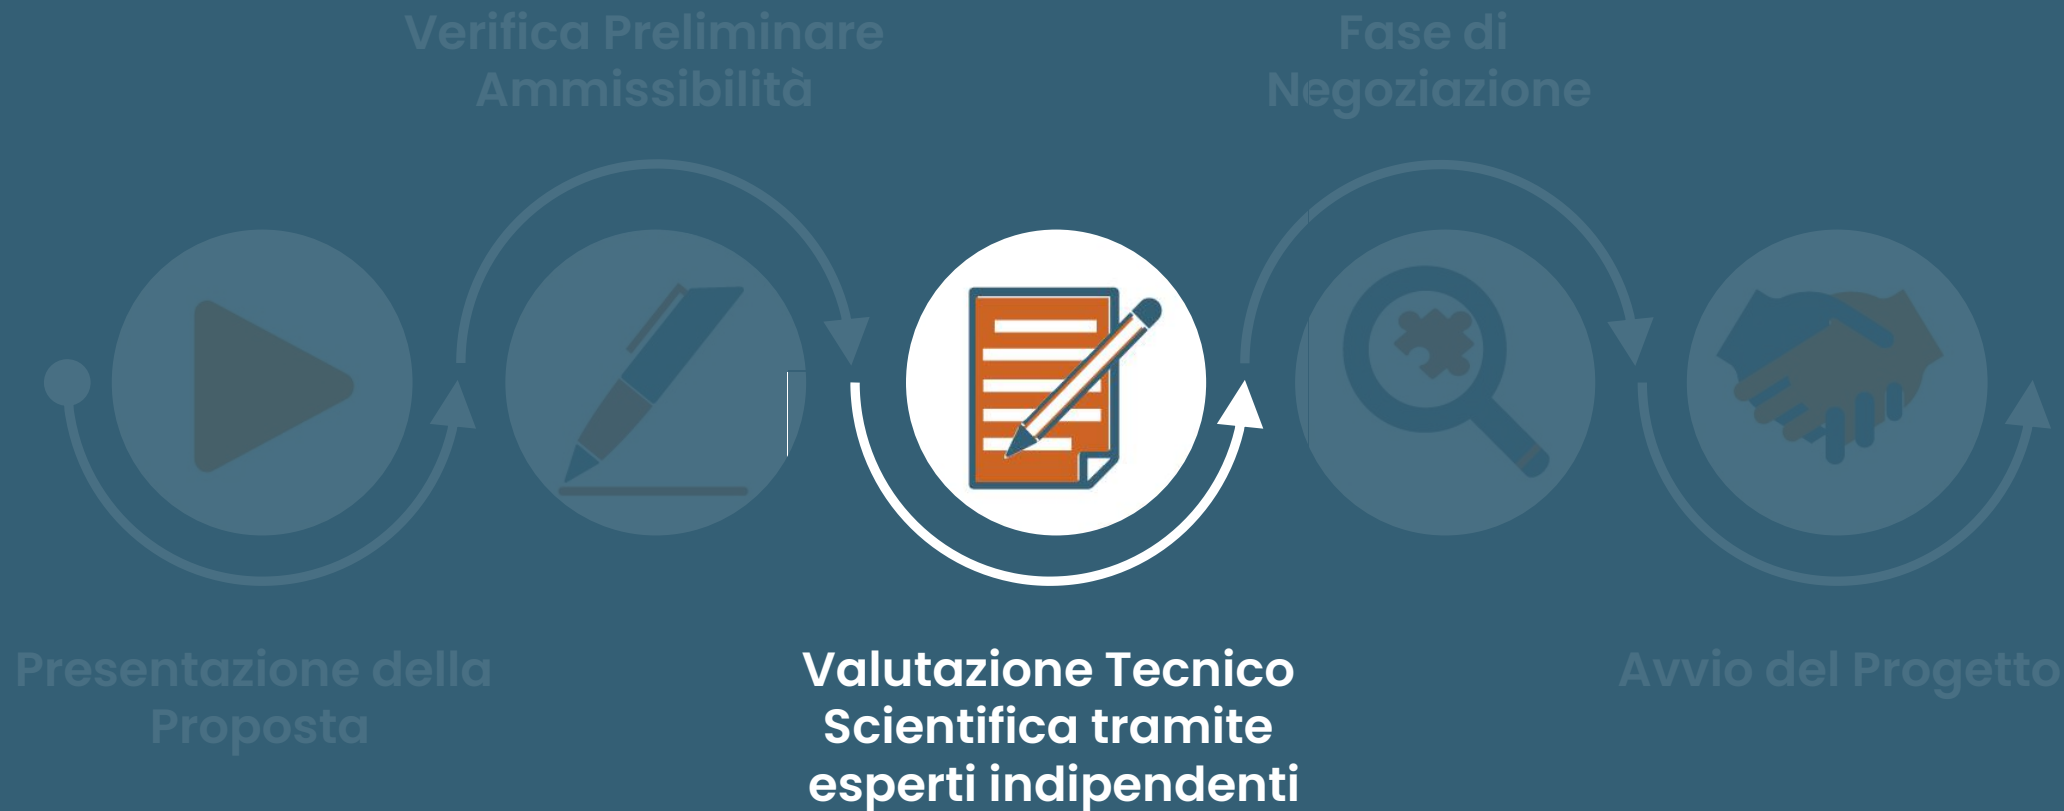 Verifica Preliminare
Ammissibilità
Fase di
Negoziazione
Presentazione della
Proposta
Valutazione Tecnico
Scientifica tramite
esperti indipendenti
Avvio del Progetto